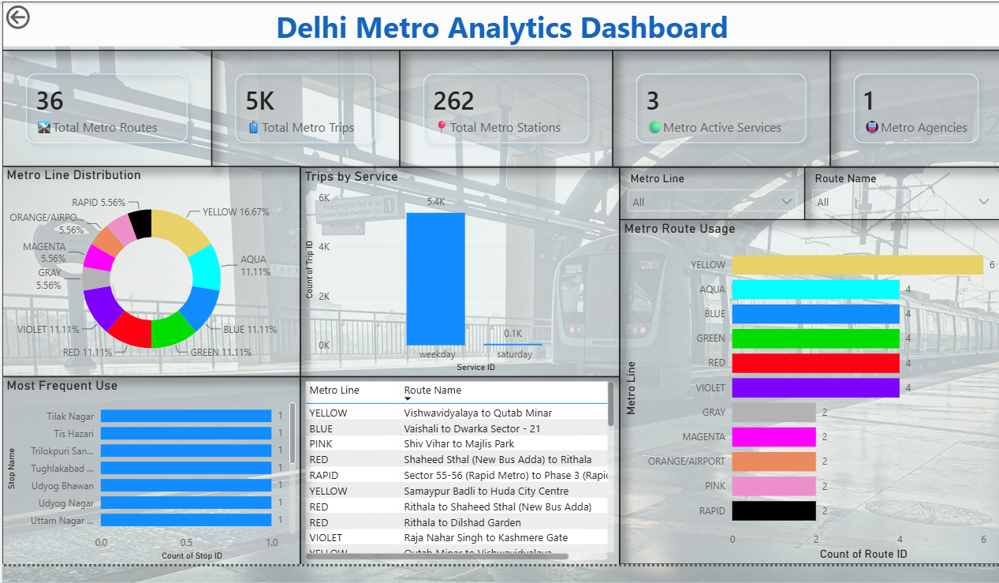 Delhi Metro Analytics Dashboard
36
Total Metro Routes
5K
Total Metro Trips
262
Total Metro Stations
3
Metro Active Services
1
Metro Agencies
Metro Line Distribution
RAPID 5.56%
ORANGE/AIRPO...
5.56%
MAGENTA
5.56%
GRAY
5.56%
VIOLET 11.11%
RED 11.11%
GREEN 11.11%
BLUE 11.11%
AQUA
11.11%
YELLOW 16.67%
Trips by Service
Count of Trip ID
6K
4K
2K
0K
5.4K
0.1K
weekday
saturday
Service ID
Metro Line
All
Route Name
All
Metro Route Usage
Metro Line
YELLOW 6
AQUA 4
BLUE 4
GREEN 4
RED 4
VIOLET 4
GRAY 2
MAGENTA 2
ORANGE/AIRPORT 2
PINK 2
RAPID 2
0 2 4 6
Count of Route ID
Most Frequent Use
Stop Name
Tilak Nagar 1
Tis Hazari 1
Trilokpuri San... 1
Tughlakabad ... 1
Udyog Bhawan 1
Udyog Nagar 1
Uttam Nagar ... 1
0.0 0.5 1.0
Count of Stop ID
Metro Line Route Name
YELLOW Vishwavidyalaya to Qutab Minar
BLUE Vaishali to Dwarka Sector - 21
PINK Shiv Vihar to Majlis Park
RED Shaheed Sthal (New Bus Adda) to Rithala
RAPID Sector 55-56 (Rapid Metro) to Phase 3 (Rapid
YELLOW Samaypur Badli to Huda City Centre
RED Rithala to Shaheed Sthal (New Bus Adda)
RED Rithala to Dilshad Garden
VIOLET Raja Nahar Singh to Kashmere Gate
YELLOW Qutab Minar to Vishwavidyalaya